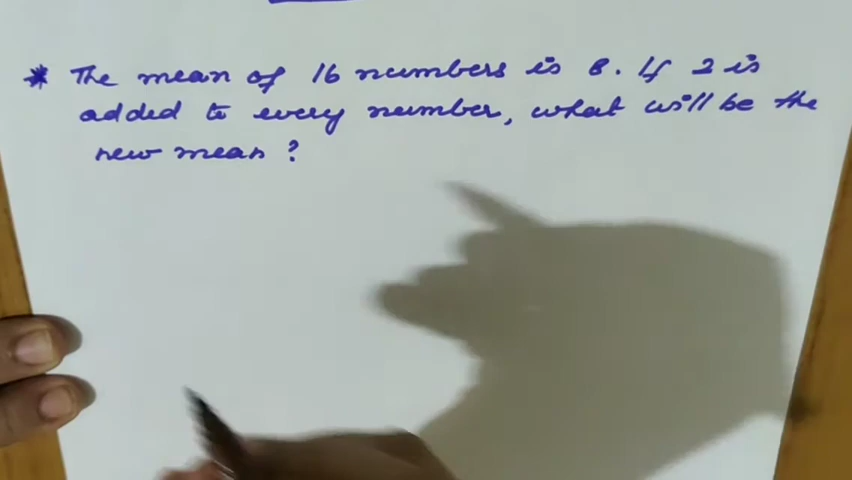 * The mean of 16 numbers is 8. If 2 is
added to every number, what will be the
new mean ?